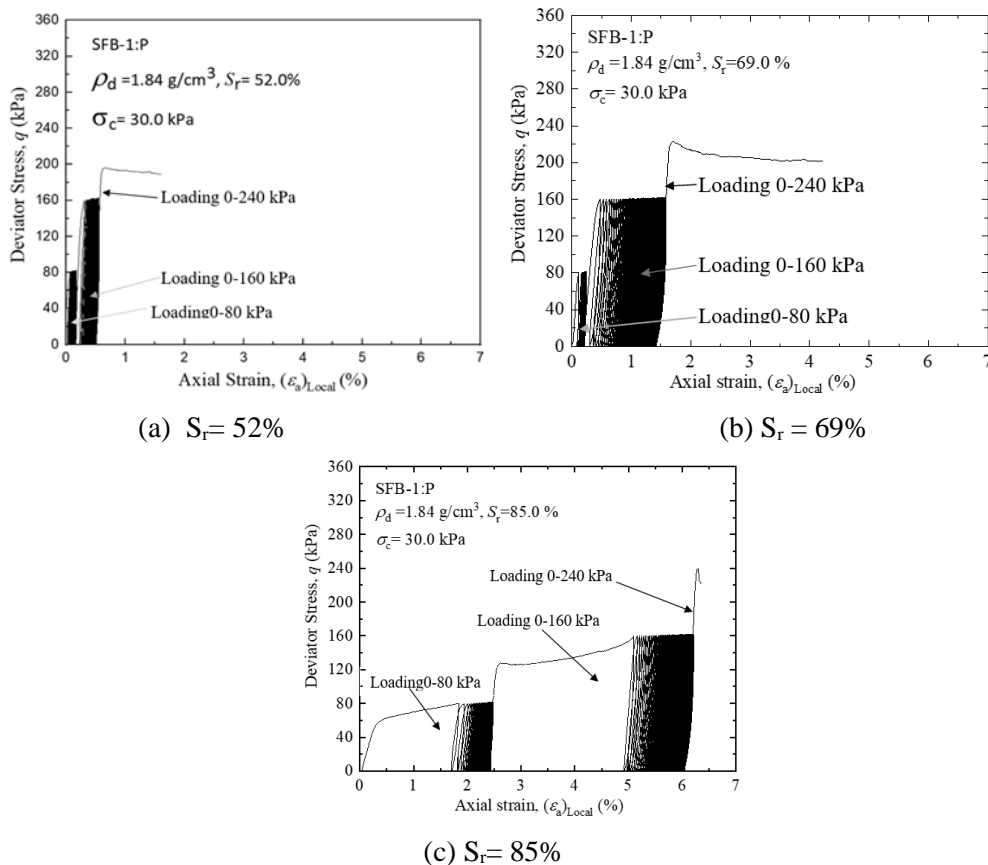 360
320
280
240
200
160
120
80
40
0
Deviator Stress, q (kPa)
SFB-1:P
ρd =1.84 g/cm³, Sr= 52.0%
σc= 30.0 kPa
Loading 0-240 kPa
Loading 0-160 kPa
Loading0-80 kPa
0 1 2 3 4 5 6 7
Axial Strain, (εa)Local (%)
(a) Sr= 52%
360
320
280
240
200
160
120
80
40
0
Deviator Stress, q (kPa)
SFB-1:P
ρd =1.84 g/cm³, Sr=69.0 %
σc= 30.0 kPa
Loading 0-240 kPa
Loading 0-160 kPa
Loading0-80 kPa
0 1 2 3 4 5 6 7
Axial strain, (εa)Local (%)
(b) Sr = 69%
360
320
280
240
200
160
120
80
40
0
Deviator Stress, q (kPa)
SFB-1:P
ρd =1.84 g/cm³, Sr=85.0 %
σc= 30.0 kPa
Loading 0-240 kPa
Loading 0-160 kPa
Loading0-80 kPa
0 1 2 3 4 5 6 7
Axial strain, (εa)Local (%)
(c) Sr= 85%